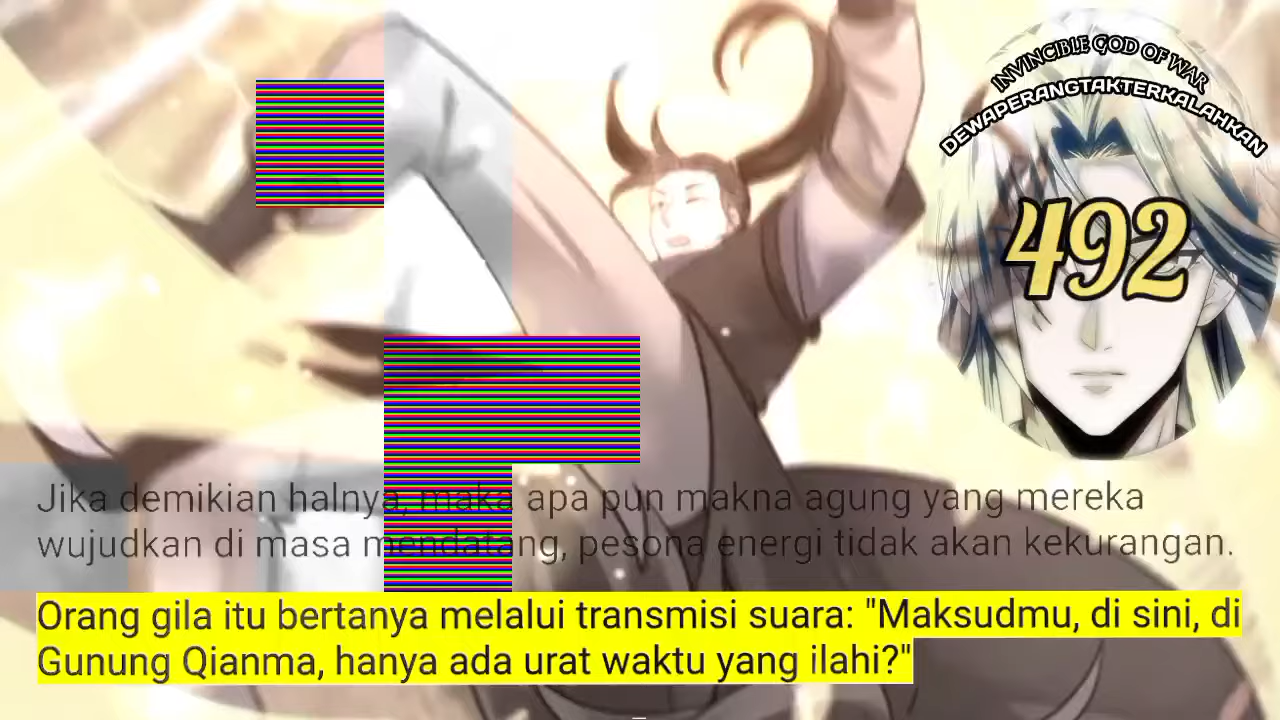 INVINCIBLE GOD OF WAR
DEWAPERANGTAKTERKALAHKAN
492
Jika demikian halnya, maka apa pun makna agung yang mereka
wujudkan di masa mendatang, pesona energi tidak akan kekurangan.
Orang gila itu bertanya melalui transmisi suara: "Maksudmu, di sini, di
Gunung Qianma, hanya ada urat waktu yang ilahi?"